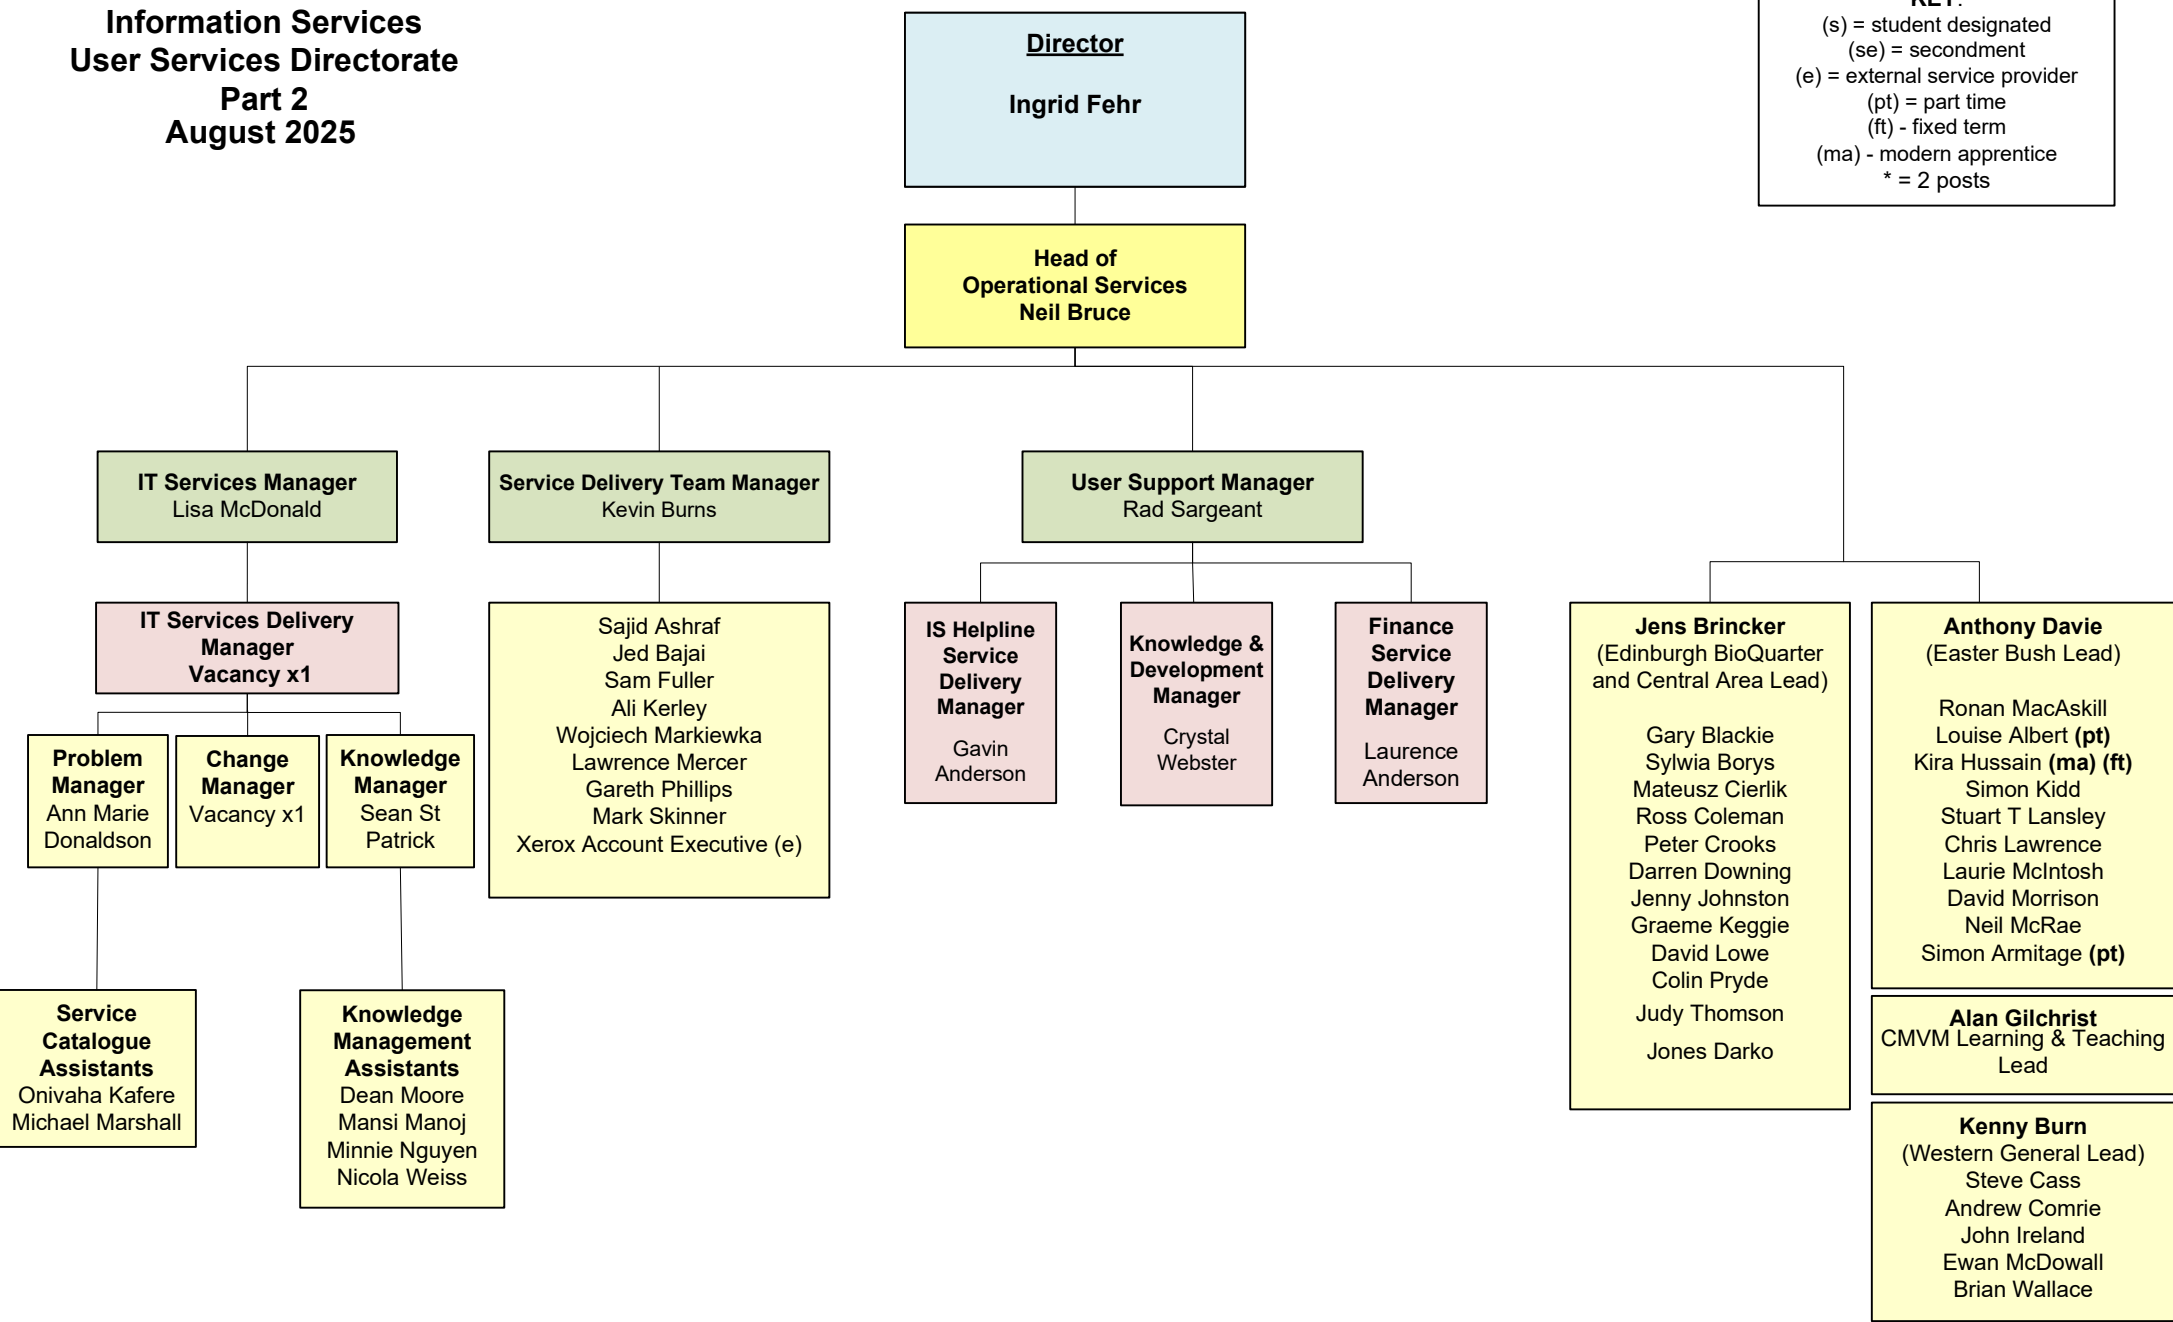 Information Services
User Services Directorate
Part 2
August 2025
Director
Ingrid Fehr
KEY:
(s) = student designated
(se) = secondment
(e) = external service provider
(pt) = part time
(ft) - fixed term
(ma) - modern apprentice
* = 2 posts
Head of
Operational Services
Neil Bruce
IT Services Manager
Lisa McDonald
Service Delivery Team Manager
Kevin Burns
User Support Manager
Rad Sargeant
IT Services Delivery
Manager
Vacancy x1
Problem
Manager
Ann Marie
Donaldson
Change
Manager
Vacancy x1
Knowledge
Manager
Sean St
Patrick
Service
Catalogue
Assistants
Onivaha Kafere
Michael Marshall
Knowledge
Management
Assistants
Dean Moore
Mansi Manoj
Minnie Nguyen
Nicola Weiss
Sajid Ashraf
Jed Bajai
Sam Fuller
Ali Kerley
Wojciech Markiewka
Lawrence Mercer
Gareth Phillips
Mark Skinner
Xerox Account Executive (e)
IS Helpline
Service
Delivery
Manager
Gavin
Anderson
Knowledge &
Development
Manager
Crystal
Webster
Finance
Service
Delivery
Manager
Laurence
Anderson
Jens Brincker
(Edinburgh BioQuarter
and Central Area Lead)
Gary Blackie
Sylwia Borys
Mateusz Cierlik
Ross Coleman
Peter Crooks
Darren Downing
Jenny Johnston
Graeme Keggie
David Lowe
Colin Pryde
Judy Thomson
Jones Darko
Anthony Davie
(Easter Bush Lead)
Ronan MacAskill
Louise Albert (pt)
Kira Hussain (ma) (ft)
Simon Kidd
Stuart T Lansley
Chris Lawrence
Laurie McIntosh
David Morrison
Neil McRae
Simon Armitage (pt)
Alan Gilchrist
CMVM Learning & Teaching
Lead
Kenny Burn
(Western General Lead)
Steve Cass
Andrew Comrie
John Ireland
Ewan McDowall
Brian Wallace